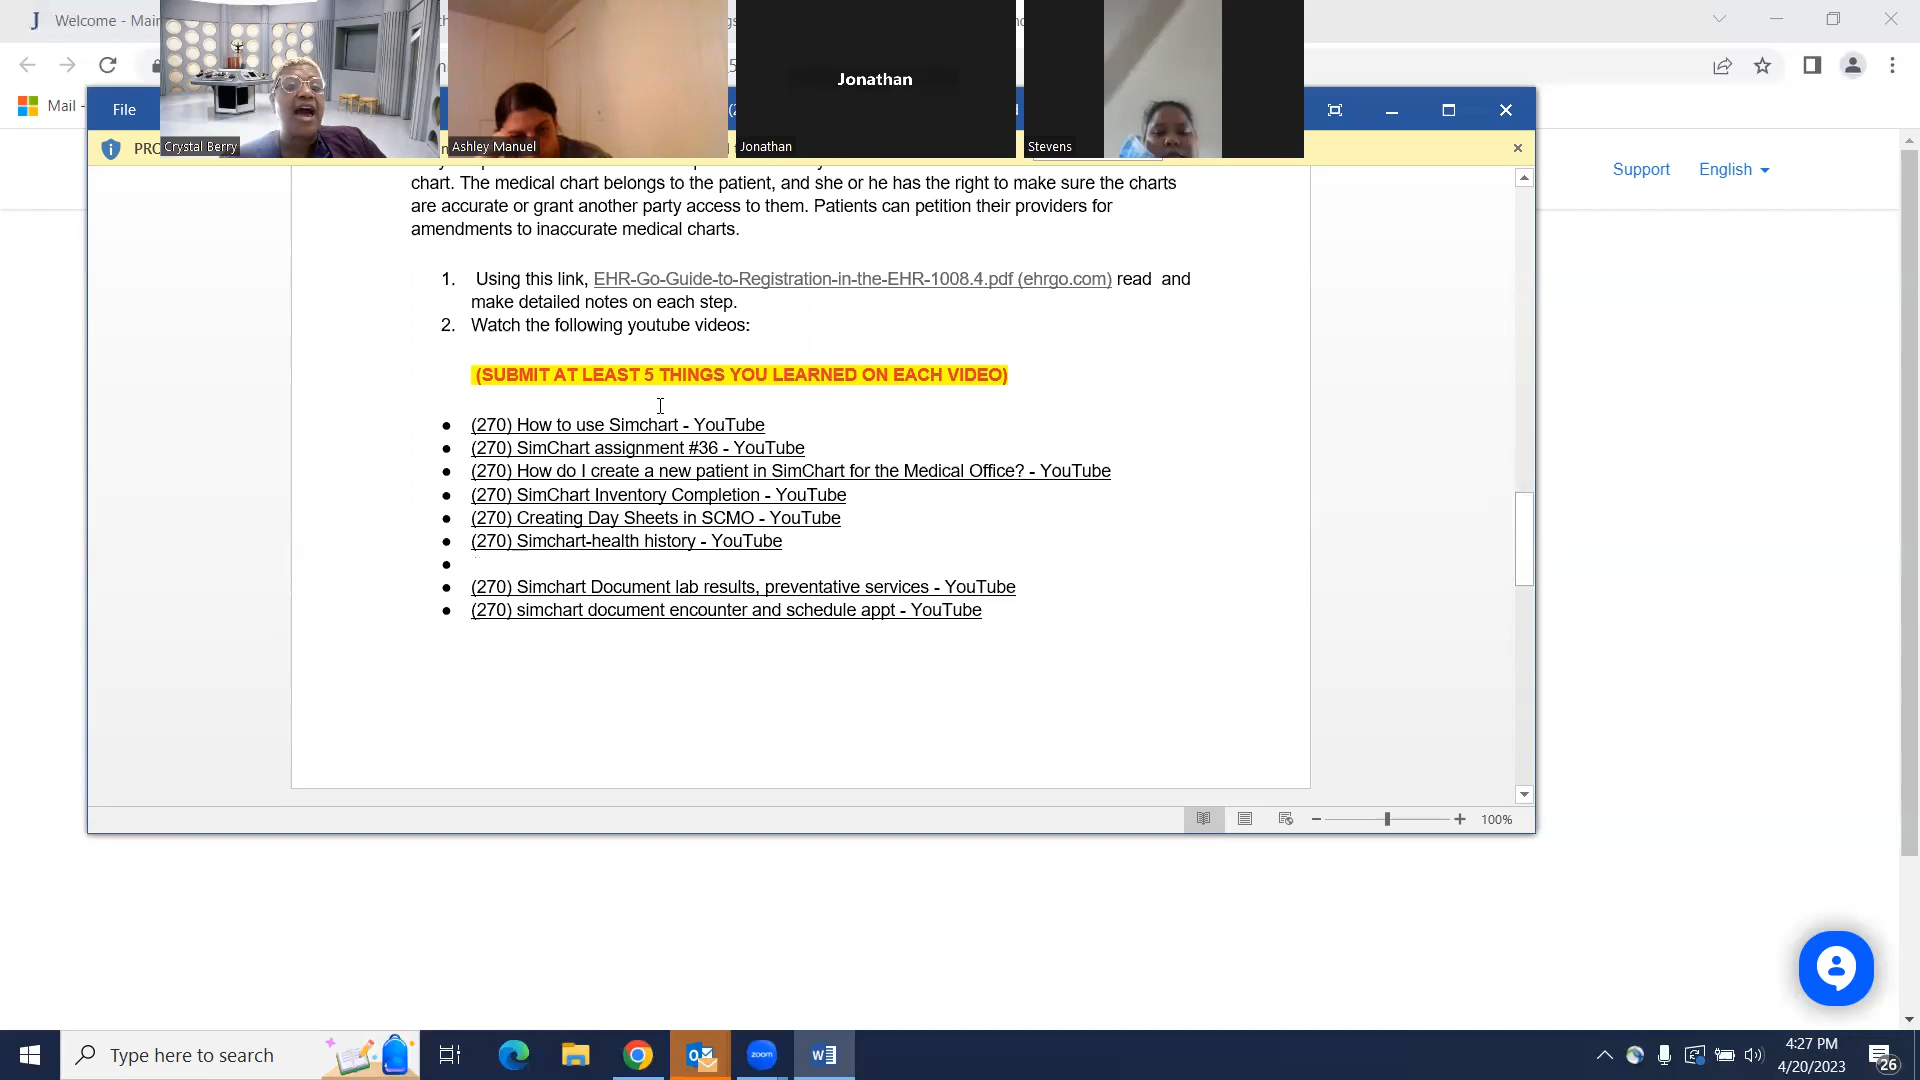 Welcome - Main
Crystal Berry
Ashley Manuel
Jonathan
Jonathan
Stevens
Mail -
File
PRO
Support
English
chart. The medical chart belongs to the patient, and she or he has the right to make sure the charts
are accurate or grant another party access to them. Patients can petition their providers for
amendments to inaccurate medical charts.
1. Using this link, EHR-Go-Guide-to-Registration-in-the-EHR-1008.4.pdf (ehrgo.com) read and
make detailed notes on each step.
2. Watch the following youtube videos:
(SUBMIT AT LEAST 5 THINGS YOU LEARNED ON EACH VIDEO)
● (270) How to use Simchart - YouTube
● (270) SimChart assignment #36 - YouTube
● (270) How do I create a new patient in SimChart for the Medical Office? - YouTube
● (270) SimChart Inventory Completion - YouTube
● (270) Creating Day Sheets in SCMO - YouTube
● (270) Simchart-health history - YouTube
●
● (270) Simchart Document lab results, preventative services - YouTube
● (270) simchart document encounter and schedule appt - YouTube
100%
Type here to search
zoom
4:27 PM
4/20/2023
26